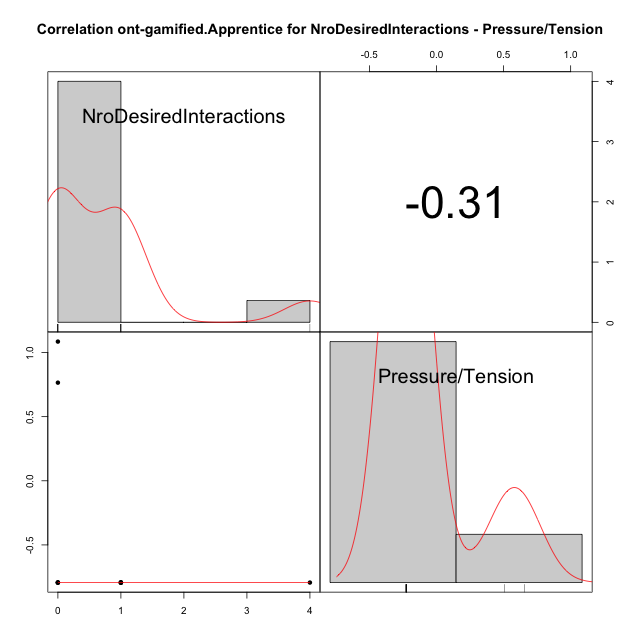 Correlation ont-gamified.Apprentice for NroDesiredInteractions - Pressure/Tension
-0.5 0.0 0.5 1.0
NroDesiredInteractions
-0.31
0 1 2 3 4
Pressure/Tension
-0.5 0.0 0.5 1.0
0 1 2 3 4